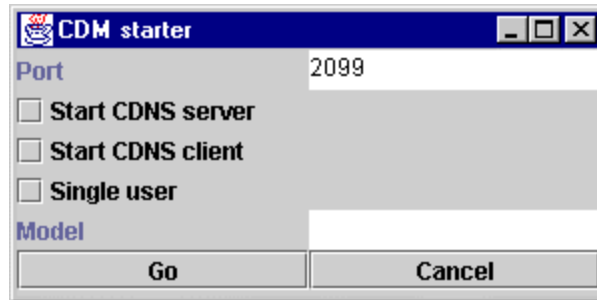 CDM starter
Port 2099
Start CDNS server
Start CDNS client
Single user
Model
Go Cancel